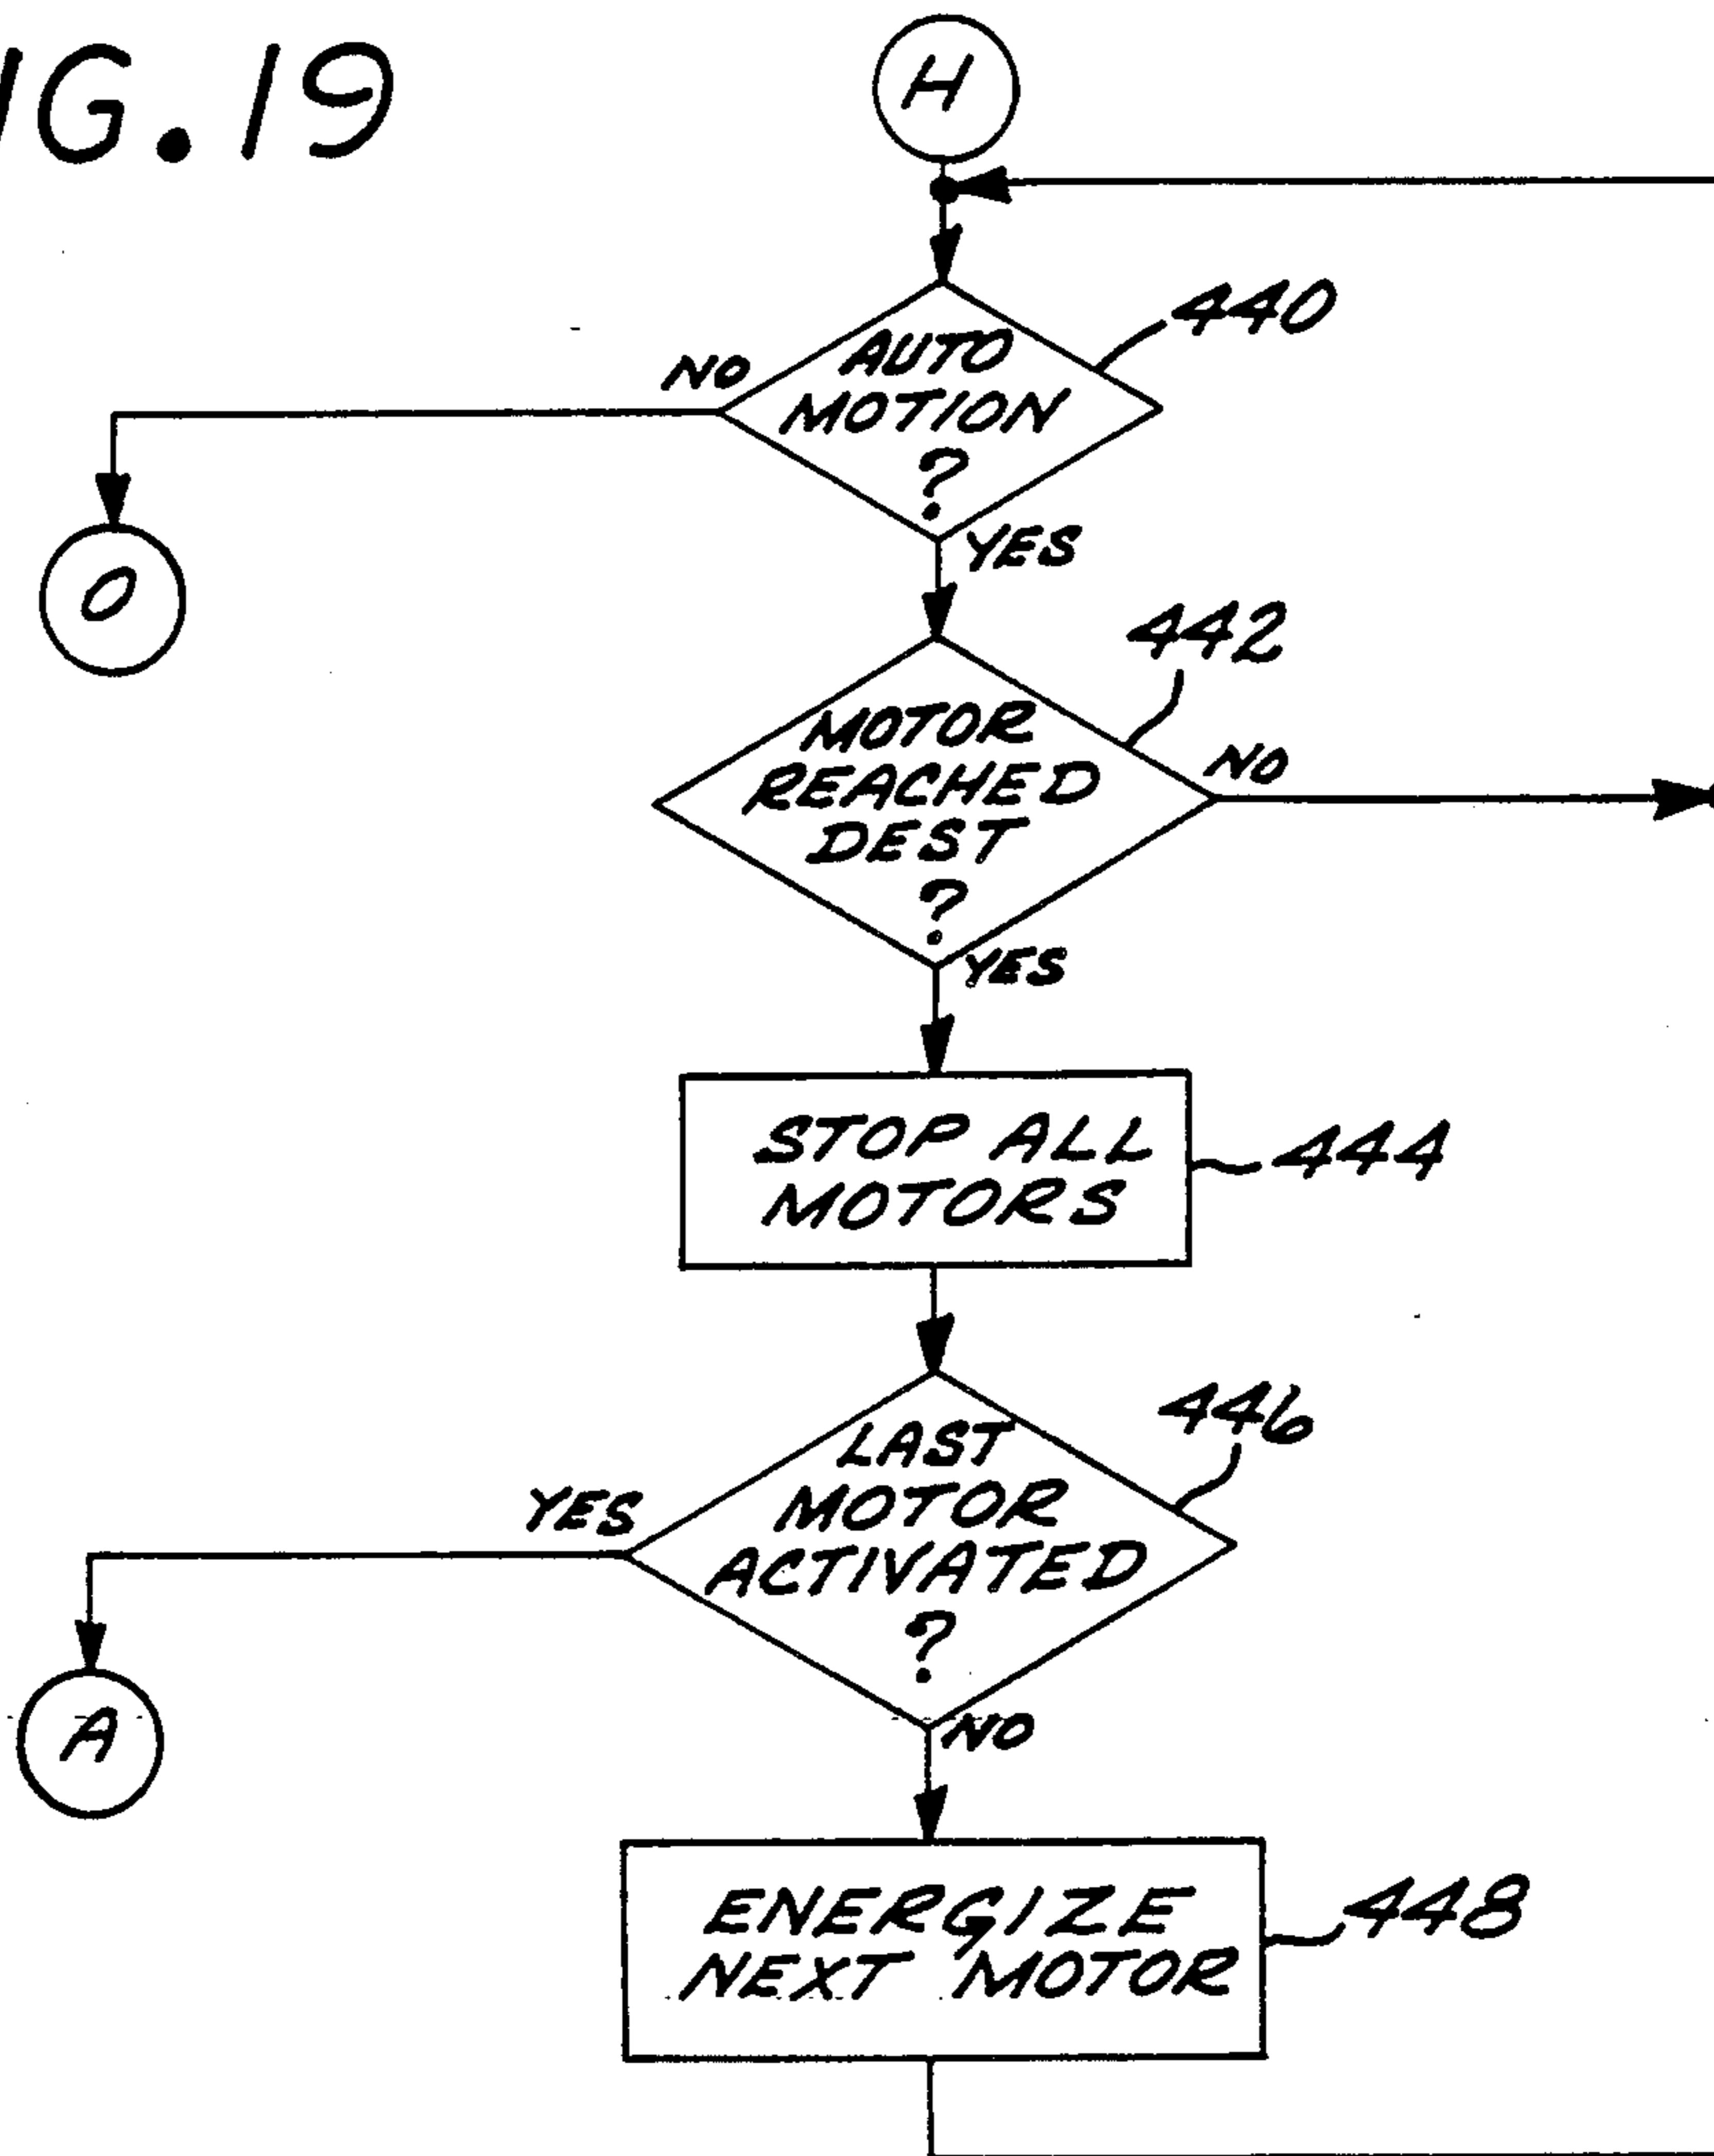 IG. 19
H
440
AUTO
MOTION
?
NO
YES
O
442
MOTOR
REACHED
DEST
?
NO
YES
STOP ALL
MOTORS
444
446
LAST
MOTOR
ACTIVATED
?
YES
NO
A
ENERGIZE
NEXT MOTOR
448